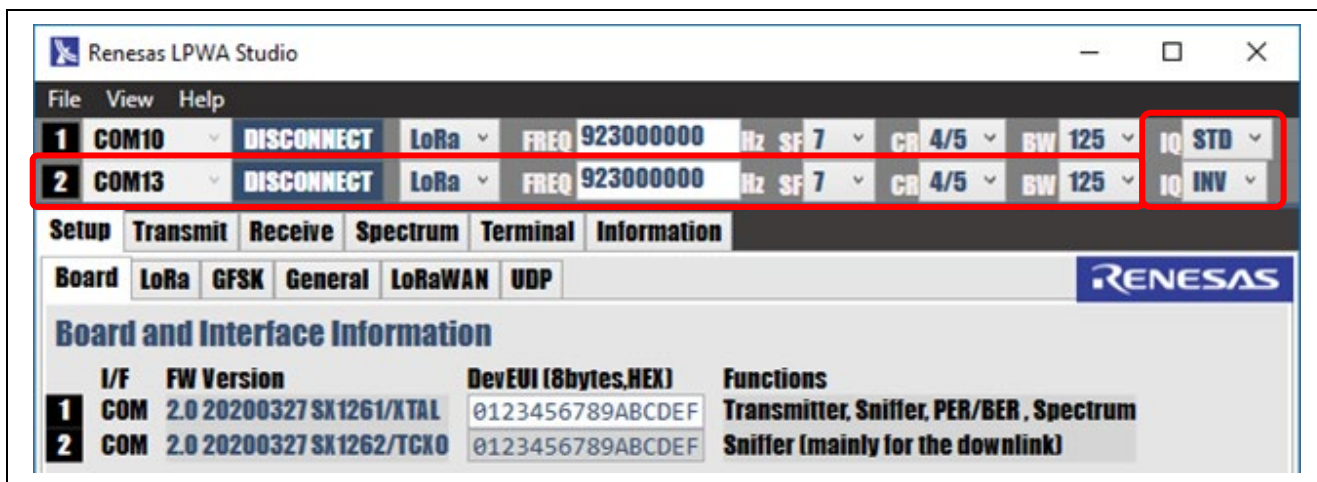 Renesas LPWA Studio
File View Help
1 COM10 DISCONNECT LoRa FREQ 923000000 Hz SF 7 CR 4/5 BW 125 IQ STD
2 COM13 DISCONNECT LoRa FREQ 923000000 Hz SF 7 CR 4/5 BW 125 IQ INV
Setup Transmit Receive Spectrum Terminal Information
Board LoRa GFSK General LoRaWAN UDP RENESAS
Board and Interface Information
I/F FW Version DevEUI (8bytes,HEX) Functions
1 COM 2.0 20200327 SX1261/XTAL 0123456789ABCDEF Transmitter, Sniffer, PER/BER , Spectrum
2 COM 2.0 20200327 SX1262/TCXO 0123456789ABCDEF Sniffer (mainly for the downlink)